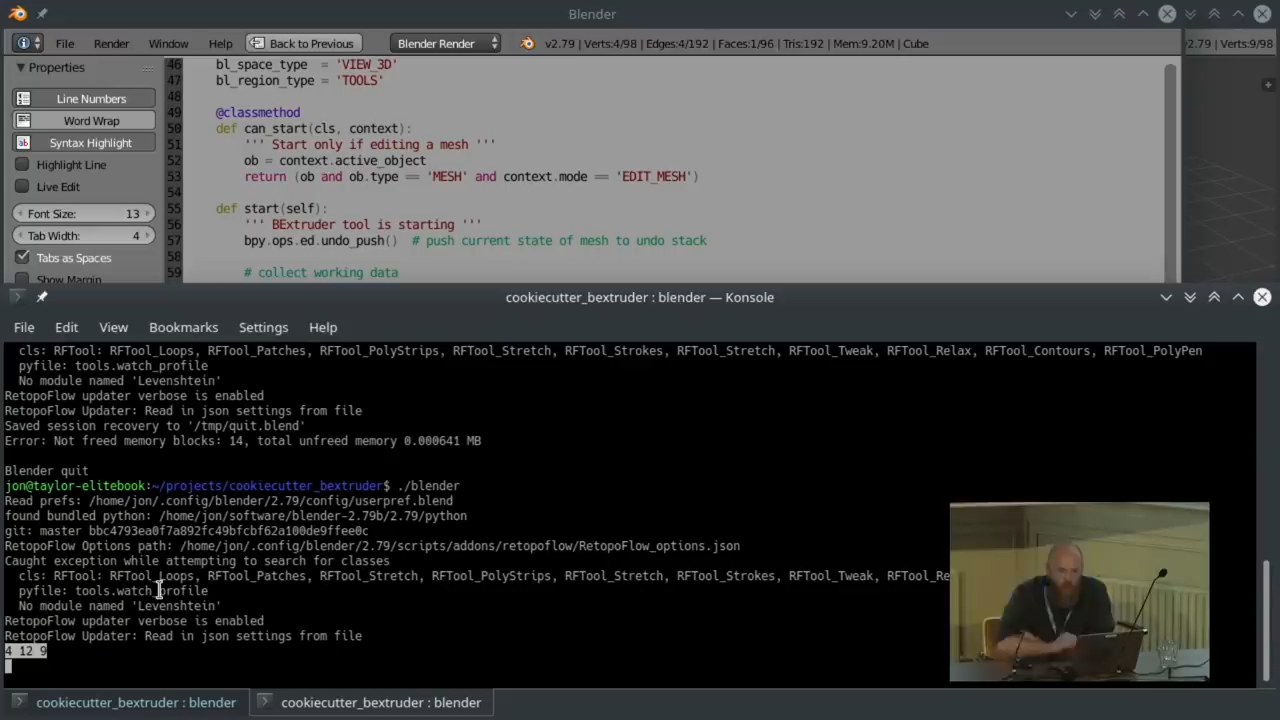 Blender
File Render Window Help Back to Previous Blender Render v2.79 | Verts:4/98 | Edges:4/192 | Faces:1/96 | Tris:192 | Mem:9.20M | Cube
v2.79 | Verts:9/98
Properties
Line Numbers
Word Wrap
Syntax Highlight
Highlight Line
Live Edit
Font Size: 13
Tab Width: 4
Tabs as Spaces
Show Margin
46 bl_space_type = 'VIEW_3D'
47 bl_region_type = 'TOOLS'
48
49 @classmethod
50 def can_start(cls, context):
51 ''' Start only if editing a mesh '''
52 ob = context.active_object
53 return (ob and ob.type == 'MESH' and context.mode == 'EDIT_MESH')
54
55 def start(self):
56 ''' BExtruder tool is starting '''
57 bpy.ops.ed.undo_push() # push current state of mesh to undo stack
58
59 # collect working data
cookiecutter_bextruder : blender — Konsole
File Edit View Bookmarks Settings Help
cls: RFTool: RFTool_Loops, RFTool_Patches, RFTool_PolyStrips, RFTool_Stretch, RFTool_Strokes, RFTool_Stretch, RFTool_Tweak, RFTool_Relax, RFTool_Contours, RFTool_PolyPen
pyfile: tools.watch_profile
No module named 'Levenshtein'
RetopoFlow updater verbose is enabled
RetopoFlow Updater: Read in json settings from file
Saved session recovery to '/tmp/quit.blend'
Error: Not freed memory blocks: 14, total unfreed memory 0.000641 MB
Blender quit
jon@taylor-elitebook:~/projects/cookiecutter_bextruder$ ./blender
Read prefs: /home/jon/.config/blender/2.79/config/userpref.blend
found bundled python: /home/jon/software/blender-2.79b/2.79/python
git: master bbc4793ea0f7a892fc49bfcbf62a100de9ffee0c
RetopoFlow Options path: /home/jon/.config/blender/2.79/scripts/addons/retopoflow/RetopoFlow_options.json
Caught exception while attempting to search for classes
cls: RFTool: RFTool_Loops, RFTool_Patches, RFTool_Stretch, RFTool_PolyStrips, RFTool_Stretch, RFTool_Strokes, RFTool_Tweak, RFTool_Re
pyfile: tools.watch_profile
No module named 'Levenshtein'
RetopoFlow updater verbose is enabled
RetopoFlow Updater: Read in json settings from file
4 12 9
cookiecutter_bextruder : blender
cookiecutter_bextruder : blender